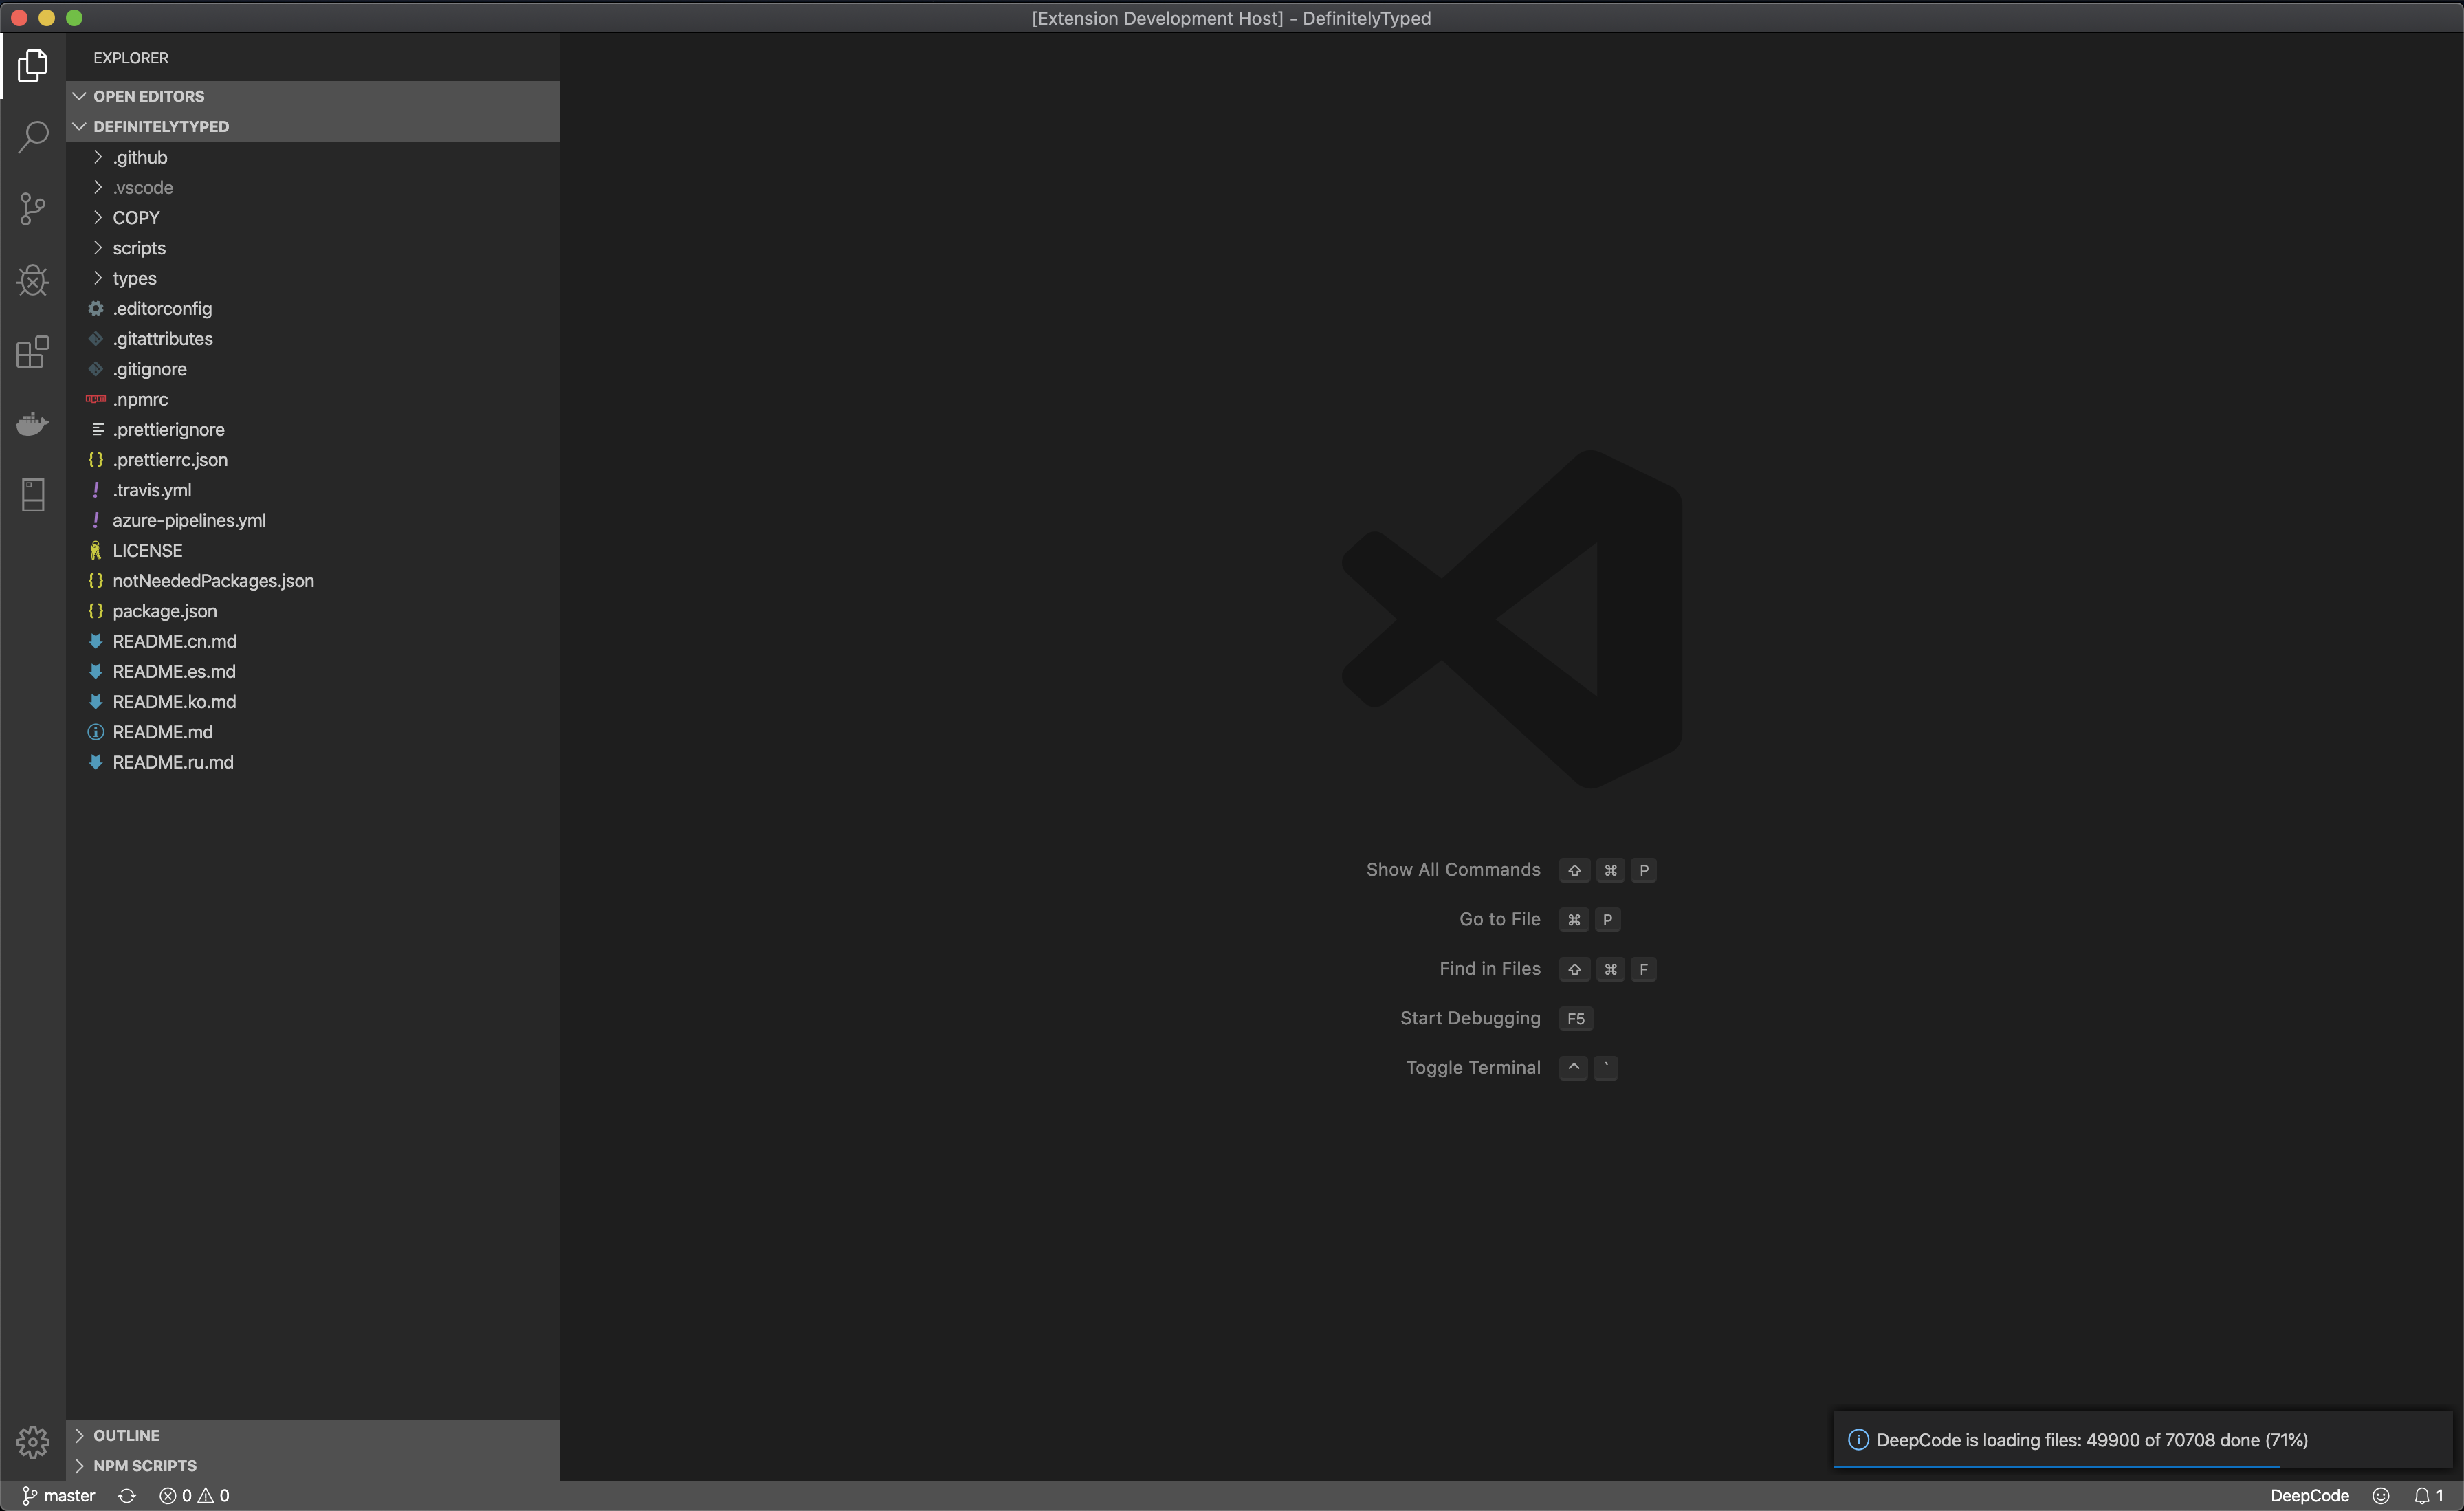 [Extension Development Host] - DefinitelyTyped
EXPLORER
OPEN EDITORS
DEFINITELYTYPED
.github
.vscode
COPY
scripts
types
.editorconfig
.gitattributes
.gitignore
.npmrc
.prettierignore
{} .prettierrc.json
! .travis.yml
! azure-pipelines.yml
LICENSE
{} notNeededPackages.json
{} package.json
README.cn.md
README.es.md
README.ko.md
README.md
README.ru.md
Show All Commands ⇧ ⌘ P
Go to File ⌘ P
Find in Files ⇧ ⌘ F
Start Debugging F5
Toggle Terminal ^ `
OUTLINE
NPM SCRIPTS
DeepCode is loading files: 49900 of 70708 done (71%)
master 0 0 DeepCode 1